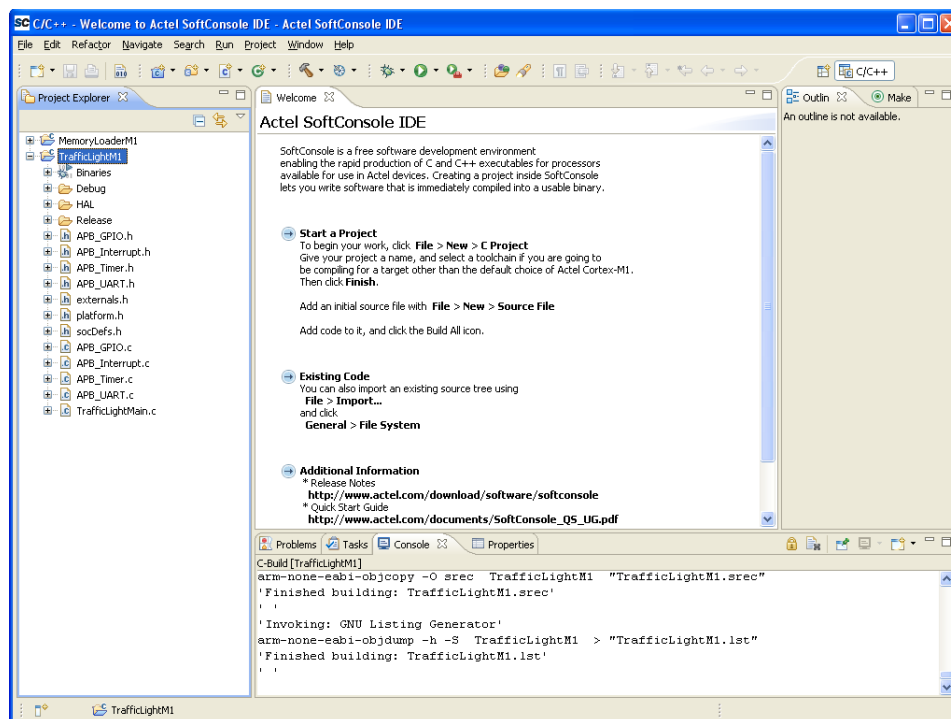 C/C++ - Welcome to Actel SoftConsole IDE - Actel SoftConsole IDE
File Edit Refactor Navigate Search Run Project Window Help
C/C++
Project Explorer
MemoryLoaderM1
TrafficLightM1
Binaries
Debug
HAL
Release
APB_GPIO.h
APB_Interrupt.h
APB_Timer.h
APB_UART.h
externals.h
platform.h
socDefs.h
APB_GPIO.c
APB_Interrupt.c
APB_Timer.c
APB_UART.c
TrafficLightMain.c
Welcome
Actel SoftConsole IDE
SoftConsole is a free software development environment
enabling the rapid production of C and C++ executables for processors
available for use in Actel devices. Creating a project inside SoftConsole
lets you write software that is immediately compiled into a usable binary.
Start a Project
To begin your work, click File > New > C Project
Give your project a name, and select a toolchain if you are going to
be compiling for a target other than the default choice of Actel Cortex-M1.
Then click Finish.
Add an initial source file with File > New > Source File
Add code to it, and click the Build All icon.
Existing Code
You can also import an existing source tree using
File > Import...
and click
General > File System
Additional Information
* Release Notes
http://www.actel.com/download/software/softconsole
* Quick Start Guide
http://www.actel.com/documents/SoftConsole_QS_UG.pdf
Outlin Make
An outline is not available.
Problems Tasks Console Properties
C-Build [TrafficLightM1]
arm-none-eabi-objcopy -O srec TrafficLightM1 "TrafficLightM1.srec"
'Finished building: TrafficLightM1.srec'
' '
'Invoking: GNU Listing Generator'
arm-none-eabi-objdump -h -S TrafficLightM1 > "TrafficLightM1.lst"
'Finished building: TrafficLightM1.lst'
' '
TrafficLightM1